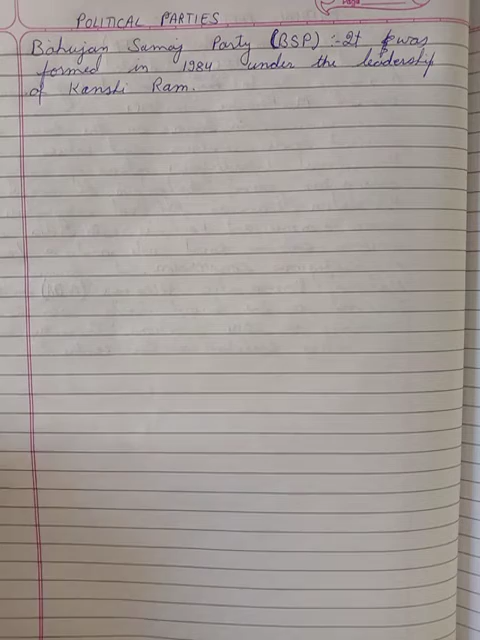 POLITICAL PARTIES
Bahujan Samaj Party (BSP) :- It was
formed in 1984 under the leadership
of Kanshi Ram.